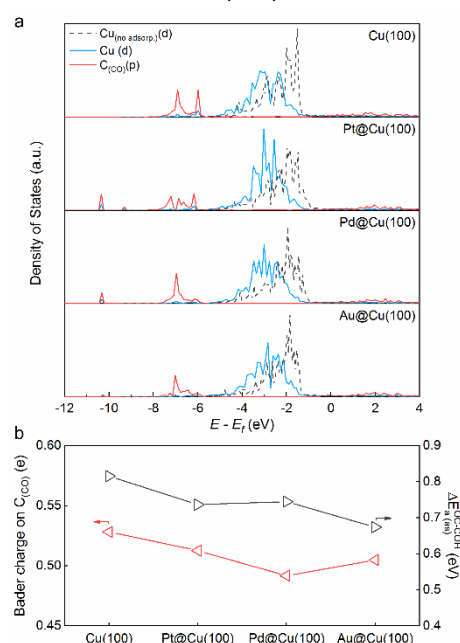 a
Cu(no adsorp.)(d)
Cu (d)
C(CO)(p)
Cu(100)
Pt@Cu(100)
Pd@Cu(100)
Au@Cu(100)
Density of States (a.u.)
-12 -10 -8 -6 -4 -2 0 2 4
E - Ef (eV)
b
0.60
0.55
0.50
0.45
Bader charge on C(CO) (e)
0.9
0.8
0.7
0.6
0.5
0.4
Cu(100) Pt@Cu(100) Pd@Cu(100) Au@Cu(100)